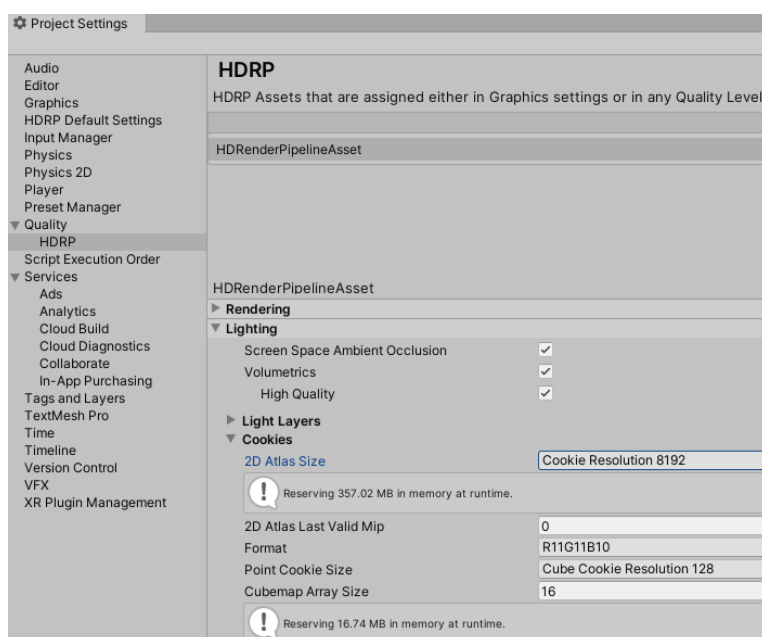 Project Settings
Audio
Editor
Graphics
HDRP Default Settings
Input Manager
Physics
Physics 2D
Player
Preset Manager
Quality
HDRP
Script Execution Order
Services
Ads
Analytics
Cloud Build
Cloud Diagnostics
Collaborate
In-App Purchasing
Tags and Layers
TextMesh Pro
Time
Timeline
Version Control
VFX
XR Plugin Management
HDRP
HDRP Assets that are assigned either in Graphics settings or in any Quality Level
HDRenderPipelineAsset
HDRenderPipelineAsset
Rendering
Lighting
Screen Space Ambient Occlusion
Volumetrics
High Quality
Light Layers
Cookies
2D Atlas Size Cookie Resolution 8192
Reserving 357.02 MB in memory at runtime.
2D Atlas Last Valid Mip 0
Format R11G11B10
Point Cookie Size Cube Cookie Resolution 128
Cubemap Array Size 16
Reserving 16.74 MB in memory at runtime.